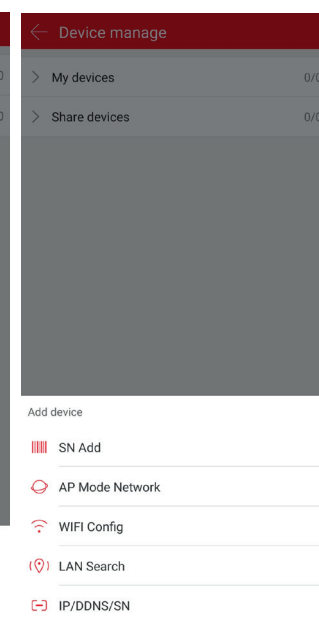 Device manage
My devices 0/0
Share devices 0/0
Add device
SN Add
AP Mode Network
WIFI Config
LAN Search
IP/DDNS/SN